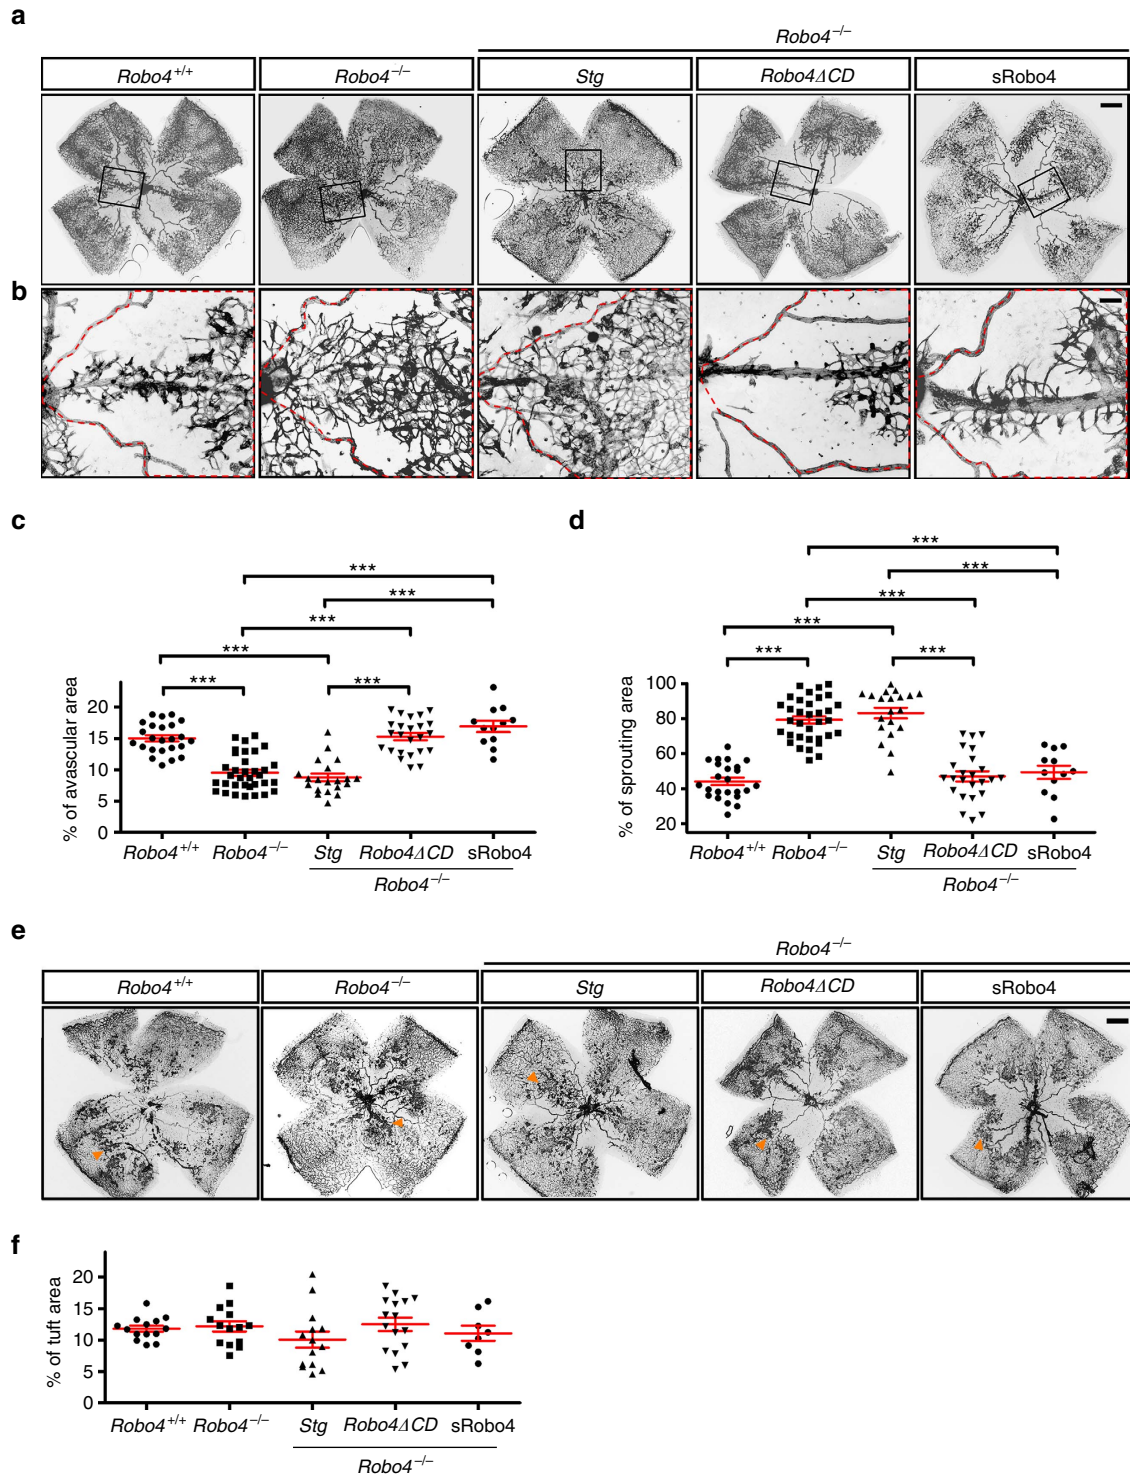 a
Robo4−/−
Robo4+/+ Robo4−/− Stg Robo4ΔCD sRobo4
b
c
d
*** *** *** *** *** ***
*** *** *** *** *** ***
% of avascular area
20
15
10
5
0
Robo4+/+ Robo4−/− Stg Robo4ΔCD sRobo4
Robo4−/−
% of sprouting area
100
80
60
40
20
Robo4+/+ Robo4−/− Stg Robo4ΔCD sRobo4
Robo4−/−
e
Robo4−/−
Robo4+/+ Robo4−/− Stg Robo4ΔCD sRobo4
f
% of tuft area
20
15
10
5
0
Robo4+/+ Robo4−/− Stg Robo4ΔCD sRobo4
Robo4−/−